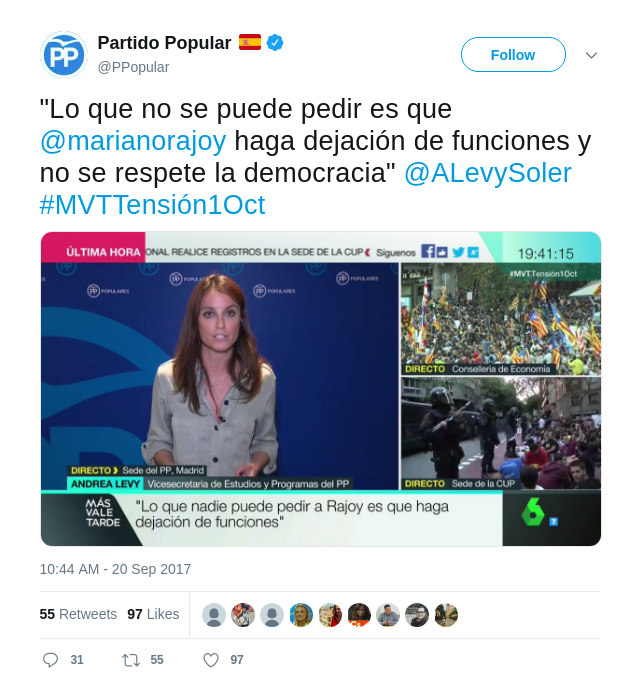 Partido Popular
@PPopular
Follow
"Lo que no se puede pedir es que
@marianorajoy haga dejación de funciones y
no se respete la democracia" @ALevySoler
#MVTTensión1Oct
ÚLTIMA HORA ONAL REALICE REGISTROS EN LA SEDE DE LA CUP Síguenos 19:41:15
#MVTTensión1Oct
POPULARES
POPULARES
POPULARES
DIRECTO Conselleria de Economia
DIRECTO Sede del PP, Madrid
ANDREA LEVY Vicesecretaria de Estudios y Programas del PP
DIRECTO Sede de la CUP
MÁS
VALE
TARDE
"Lo que nadie puede pedir a Rajoy es que haga
dejación de funciones"
6
10:44 AM - 20 Sep 2017
55 Retweets 97 Likes
31 55 97